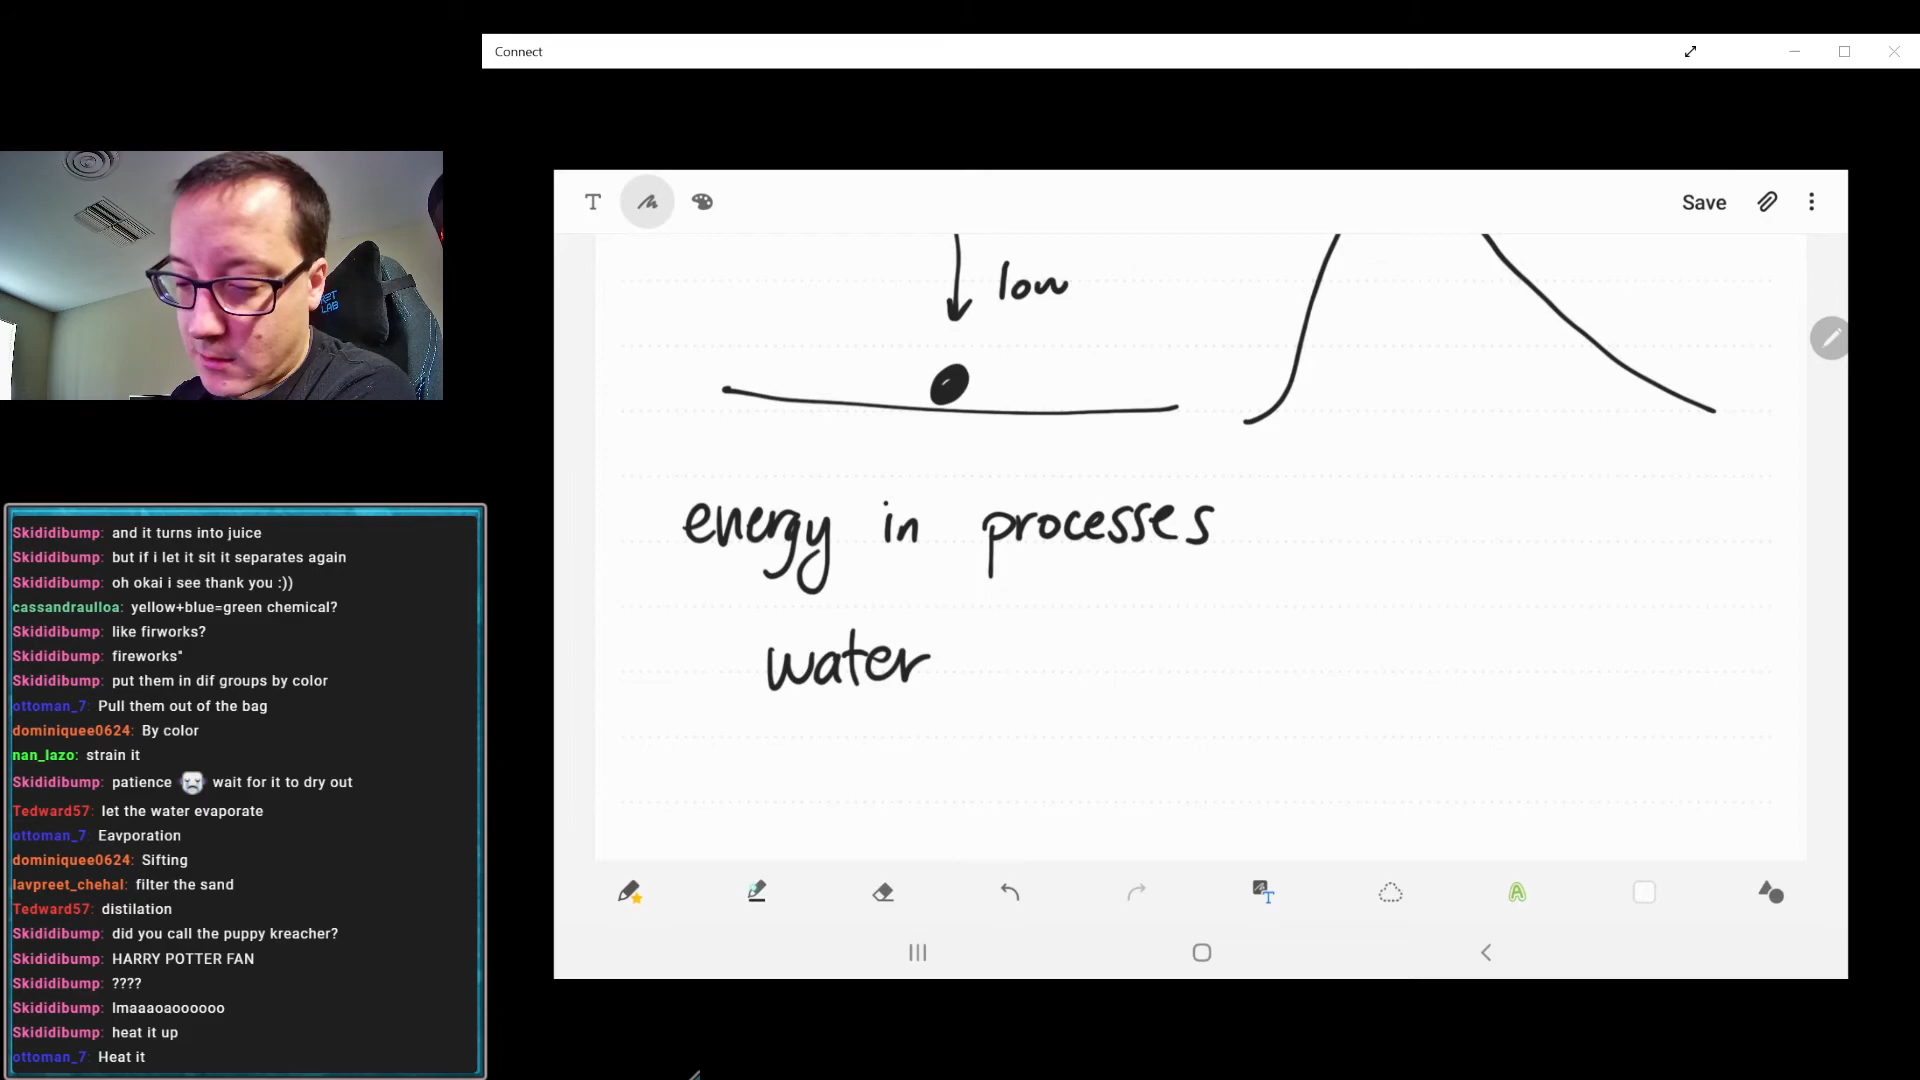 Connect
T
Save
low
energy in processes
water
T
A
Skididibump: and it turns into juice
Skididibump: but if i let it sit it separates again
Skididibump: oh okai i see thank you :))
cassandraulloa: yellow+blue=green chemical?
Skididibump: like firworks?
Skididibump: fireworks"
Skididibump: put them in dif groups by color
ottoman_7: Pull them out of the bag
dominiquee0624: By color
nan_lazo: strain it
Skididibump: patience wait for it to dry out
Tedward57: let the water evaporate
ottoman_7: Eavporation
dominiquee0624: Sifting
lavpreet_chehal: filter the sand
Tedward57: distilation
Skididibump: did you call the puppy kreacher?
Skididibump: HARRY POTTER FAN
Skididibump: ????
Skididibump: lmaaaoaoooooo
Skididibump: heat it up
ottoman_7: Heat it